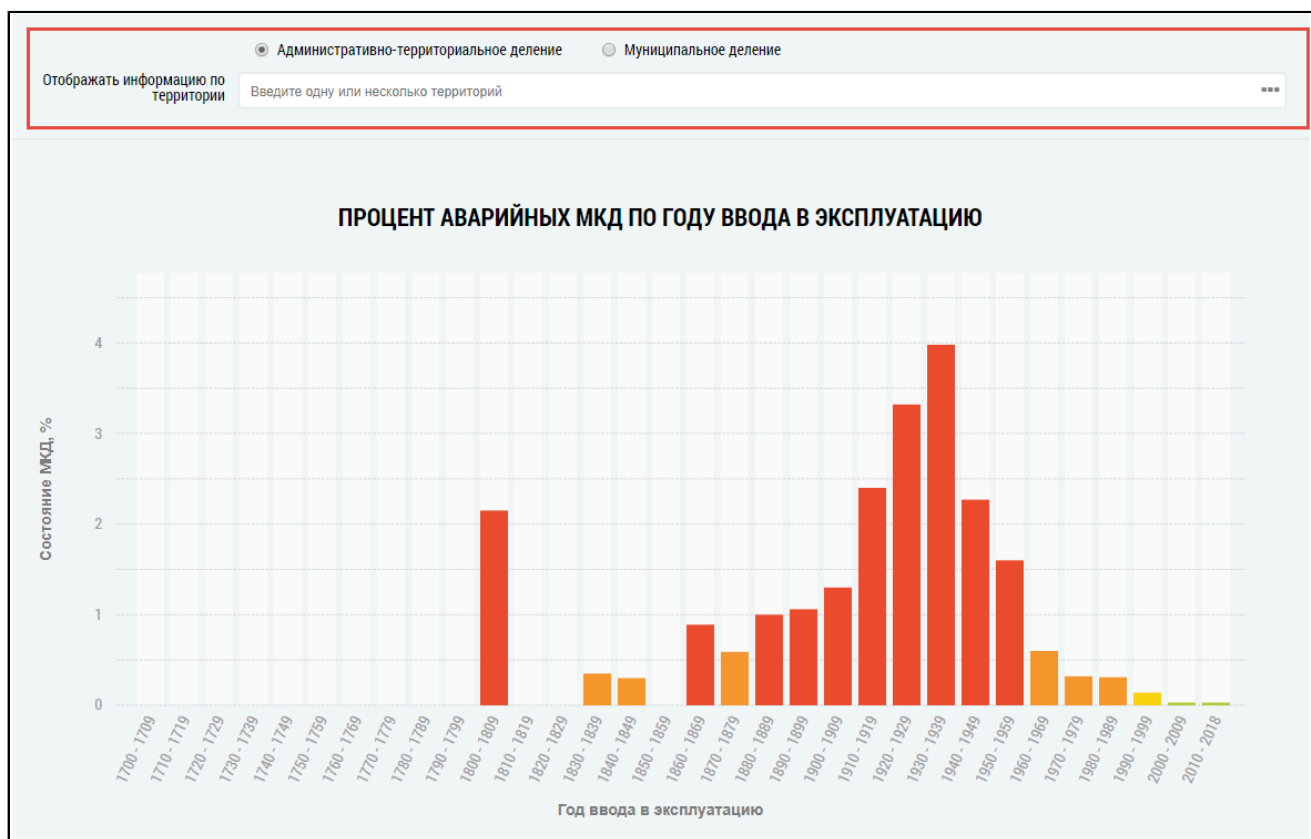 Административно-территориальное деление Муниципальное деление
Отображать информацию по
территории
Введите одну или несколько территорий
ПРОЦЕНТ АВАРИЙНЫХ МКД ПО ГОДУ ВВОДА В ЭКСПЛУАТАЦИЮ
Состояние МКД, %
4
3
2
1
0
1700 - 1709
1710 - 1719
1720 - 1729
1730 - 1739
1740 - 1749
1750 - 1759
1760 - 1769
1770 - 1779
1780 - 1789
1790 - 1799
1800 - 1809
1810 - 1819
1820 - 1829
1830 - 1839
1840 - 1849
1850 - 1859
1860 - 1869
1870 - 1879
1880 - 1889
1890 - 1899
1900 - 1909
1910 - 1919
1920 - 1929
1930 - 1939
1940 - 1949
1950 - 1959
1960 - 1969
1970 - 1979
1980 - 1989
1990 - 1999
2000 - 2009
2010 - 2018
Год ввода в эксплуатацию